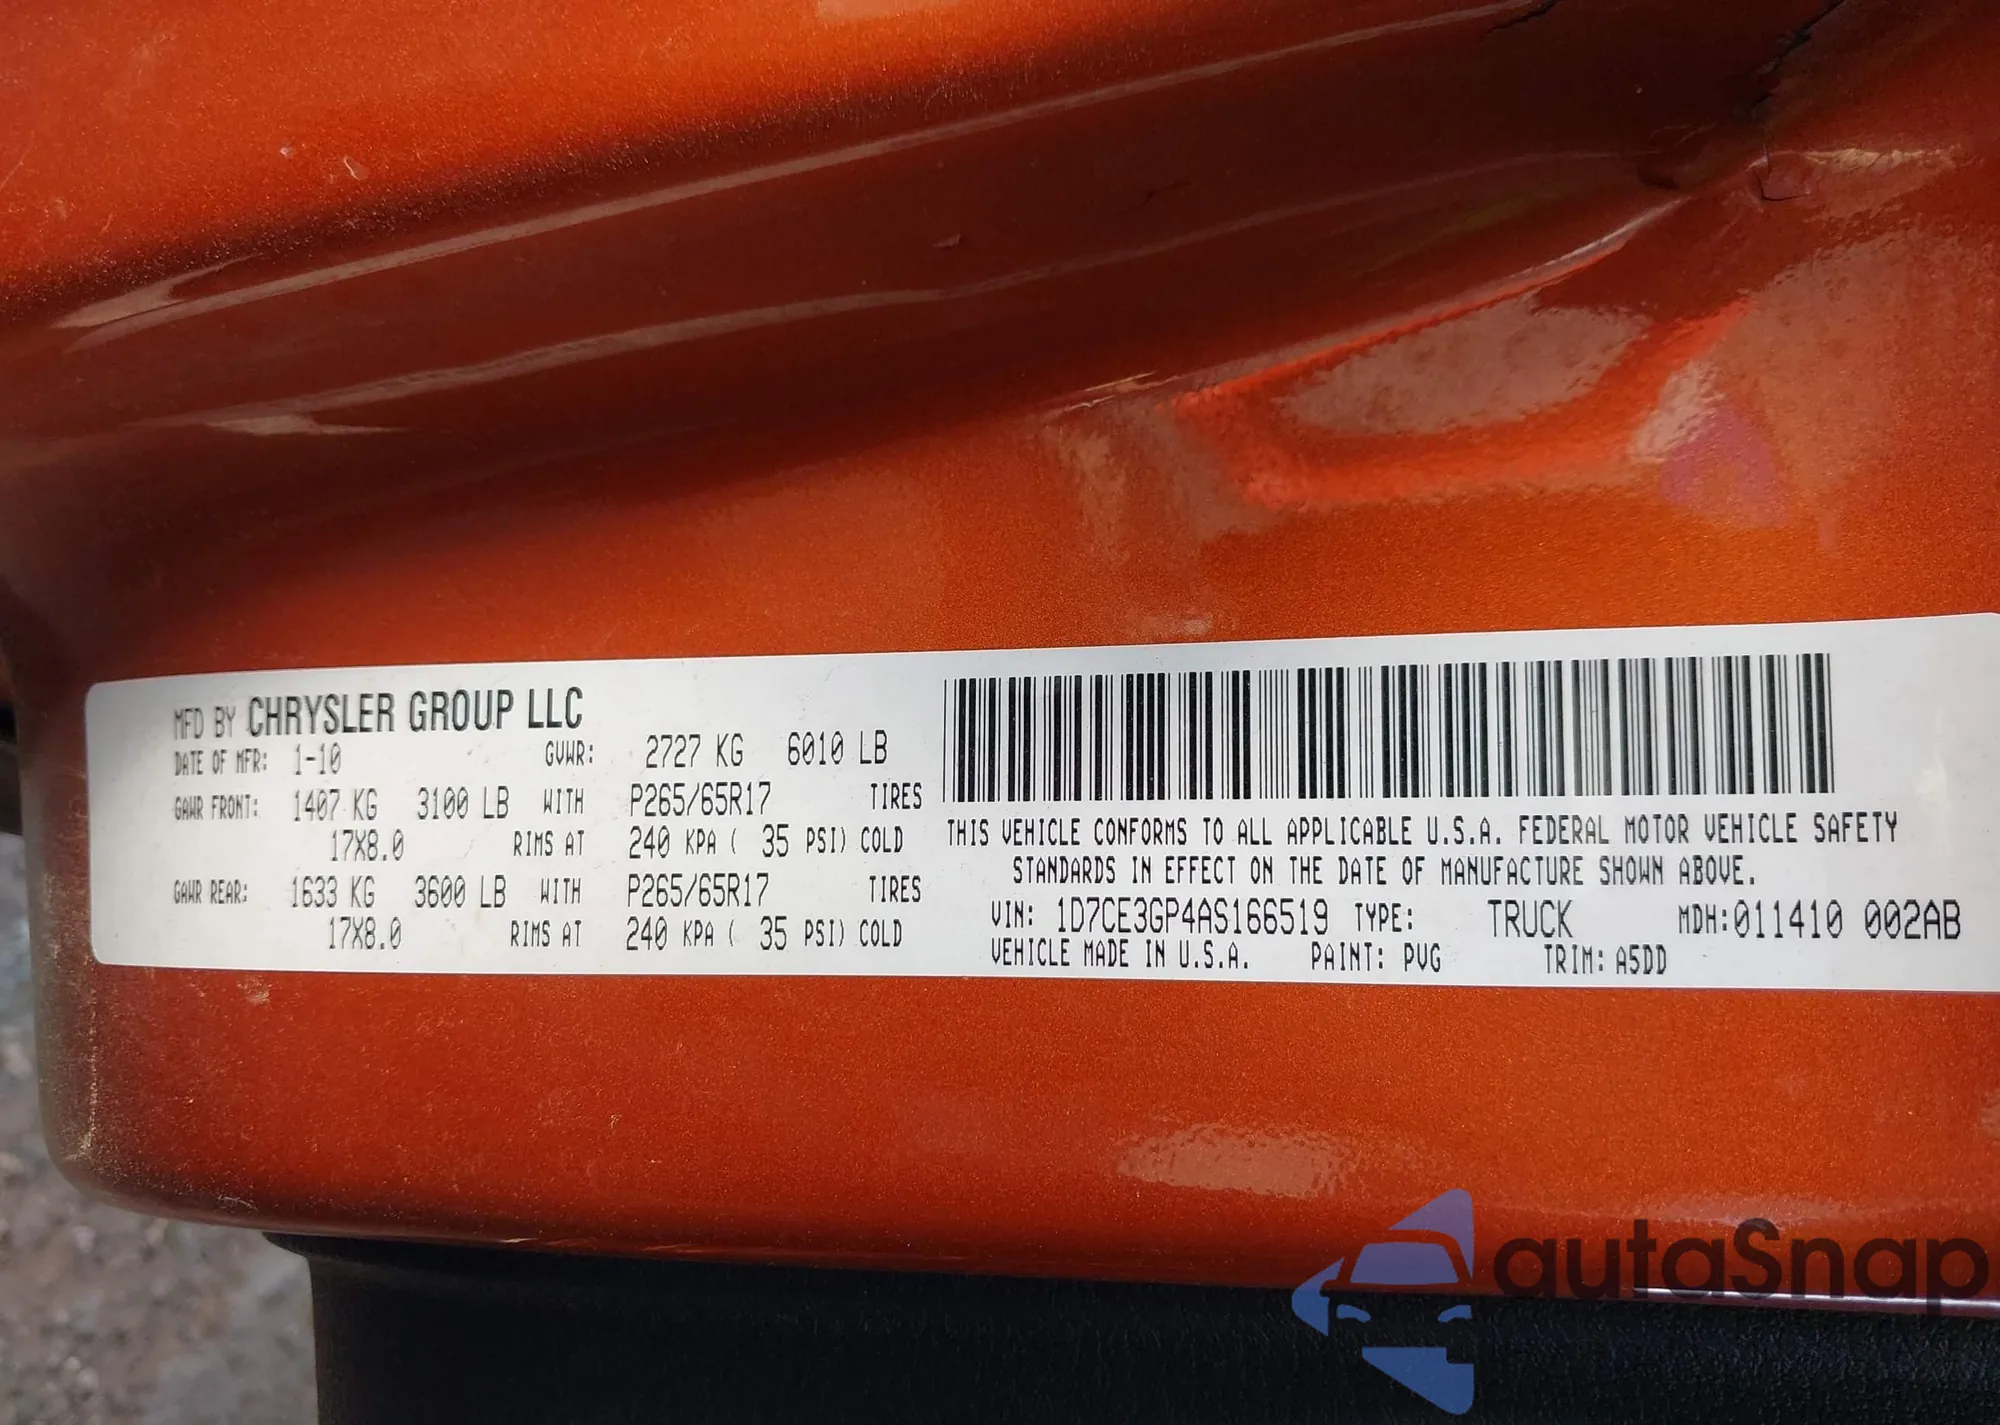 MFD BY CHRYSLER GROUP LLC
DATE OF MFR: 1-10 GVWR: 2727 KG 6010 LB
GAWR FRONT: 1407 KG 3100 LB WITH P265/65R17 TIRES
17X8.0 RIMS AT 240 KPA ( 35 PSI) COLD
GAWR REAR: 1633 KG 3600 LB WITH P265/65R17 TIRES
17X8.0 RIMS AT 240 KPA ( 35 PSI) COLD
THIS VEHICLE CONFORMS TO ALL APPLICABLE U.S.A. FEDERAL MOTOR VEHICLE SAFETY
STANDARDS IN EFFECT ON THE DATE OF MANUFACTURE SHOWN ABOVE.
VIN: 1D7CE3GP4AS166519 TYPE: TRUCK MDH:011410 002AB
VEHICLE MADE IN U.S.A. PAINT: PVG TRIM: A5DD
autaSnap